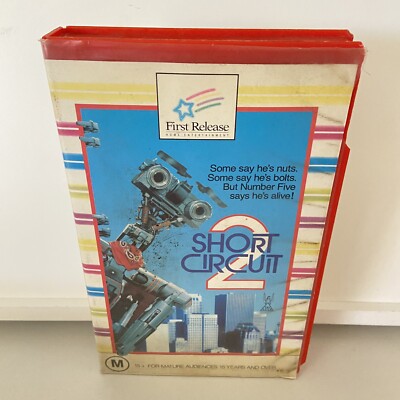 First Release
HOME ENTERTAINMENT
Some say he's nuts.
Some say he's bolts.
But Number Five
says he's alive!
SHORT
CIRCUIT
2
M
15+ FOR MATURE AUDIENCES 15 YEARS AND OVER